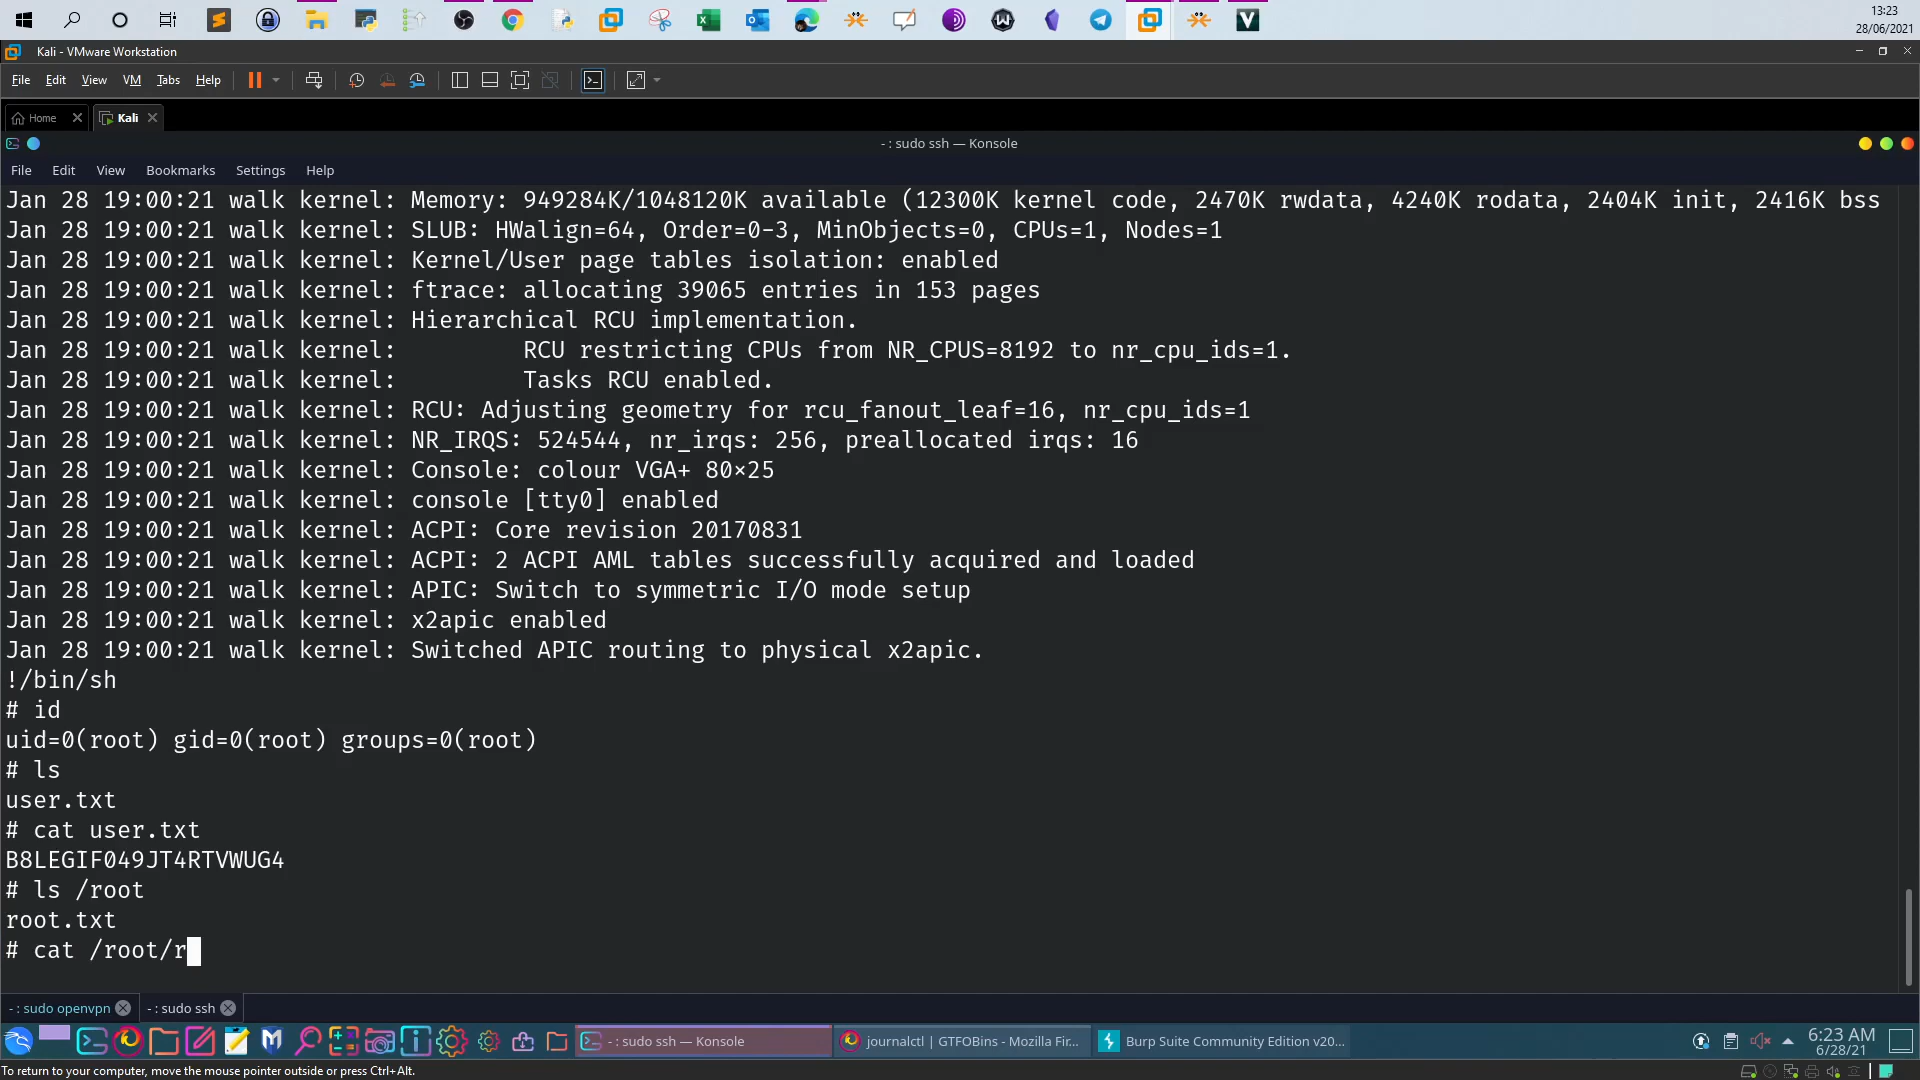 13:23
28/06/2021
Kali - VMware Workstation
File Edit View VM Tabs Help
Home Kali
- : sudo ssh — Konsole
File Edit View Bookmarks Settings Help
Jan 28 19:00:21 walk kernel: Memory: 949284K/1048120K available (12300K kernel code, 2470K rwdata, 4240K rodata, 2404K init, 2416K bss
Jan 28 19:00:21 walk kernel: SLUB: HWalign=64, Order=0-3, MinObjects=0, CPUs=1, Nodes=1
Jan 28 19:00:21 walk kernel: Kernel/User page tables isolation: enabled
Jan 28 19:00:21 walk kernel: ftrace: allocating 39065 entries in 153 pages
Jan 28 19:00:21 walk kernel: Hierarchical RCU implementation.
Jan 28 19:00:21 walk kernel:         RCU restricting CPUs from NR_CPUS=8192 to nr_cpu_ids=1.
Jan 28 19:00:21 walk kernel:         Tasks RCU enabled.
Jan 28 19:00:21 walk kernel: RCU: Adjusting geometry for rcu_fanout_leaf=16, nr_cpu_ids=1
Jan 28 19:00:21 walk kernel: NR_IRQS: 524544, nr_irqs: 256, preallocated irqs: 16
Jan 28 19:00:21 walk kernel: Console: colour VGA+ 80×25
Jan 28 19:00:21 walk kernel: console [tty0] enabled
Jan 28 19:00:21 walk kernel: ACPI: Core revision 20170831
Jan 28 19:00:21 walk kernel: ACPI: 2 ACPI AML tables successfully acquired and loaded
Jan 28 19:00:21 walk kernel: APIC: Switch to symmetric I/O mode setup
Jan 28 19:00:21 walk kernel: x2apic enabled
Jan 28 19:00:21 walk kernel: Switched APIC routing to physical x2apic.
!/bin/sh
# id
uid=0(root) gid=0(root) groups=0(root)
# ls
user.txt
# cat user.txt
B8LEGIF049JT4RTVWUG4
# ls /root
root.txt
# cat /root/r
- : sudo openvpn - : sudo ssh
- : sudo ssh — Konsole journalctl | GTFOBins - Mozilla Fir... Burp Suite Community Edition v20... 6:23 AM
6/28/21
To return to your computer, move the mouse pointer outside or press Ctrl+Alt.